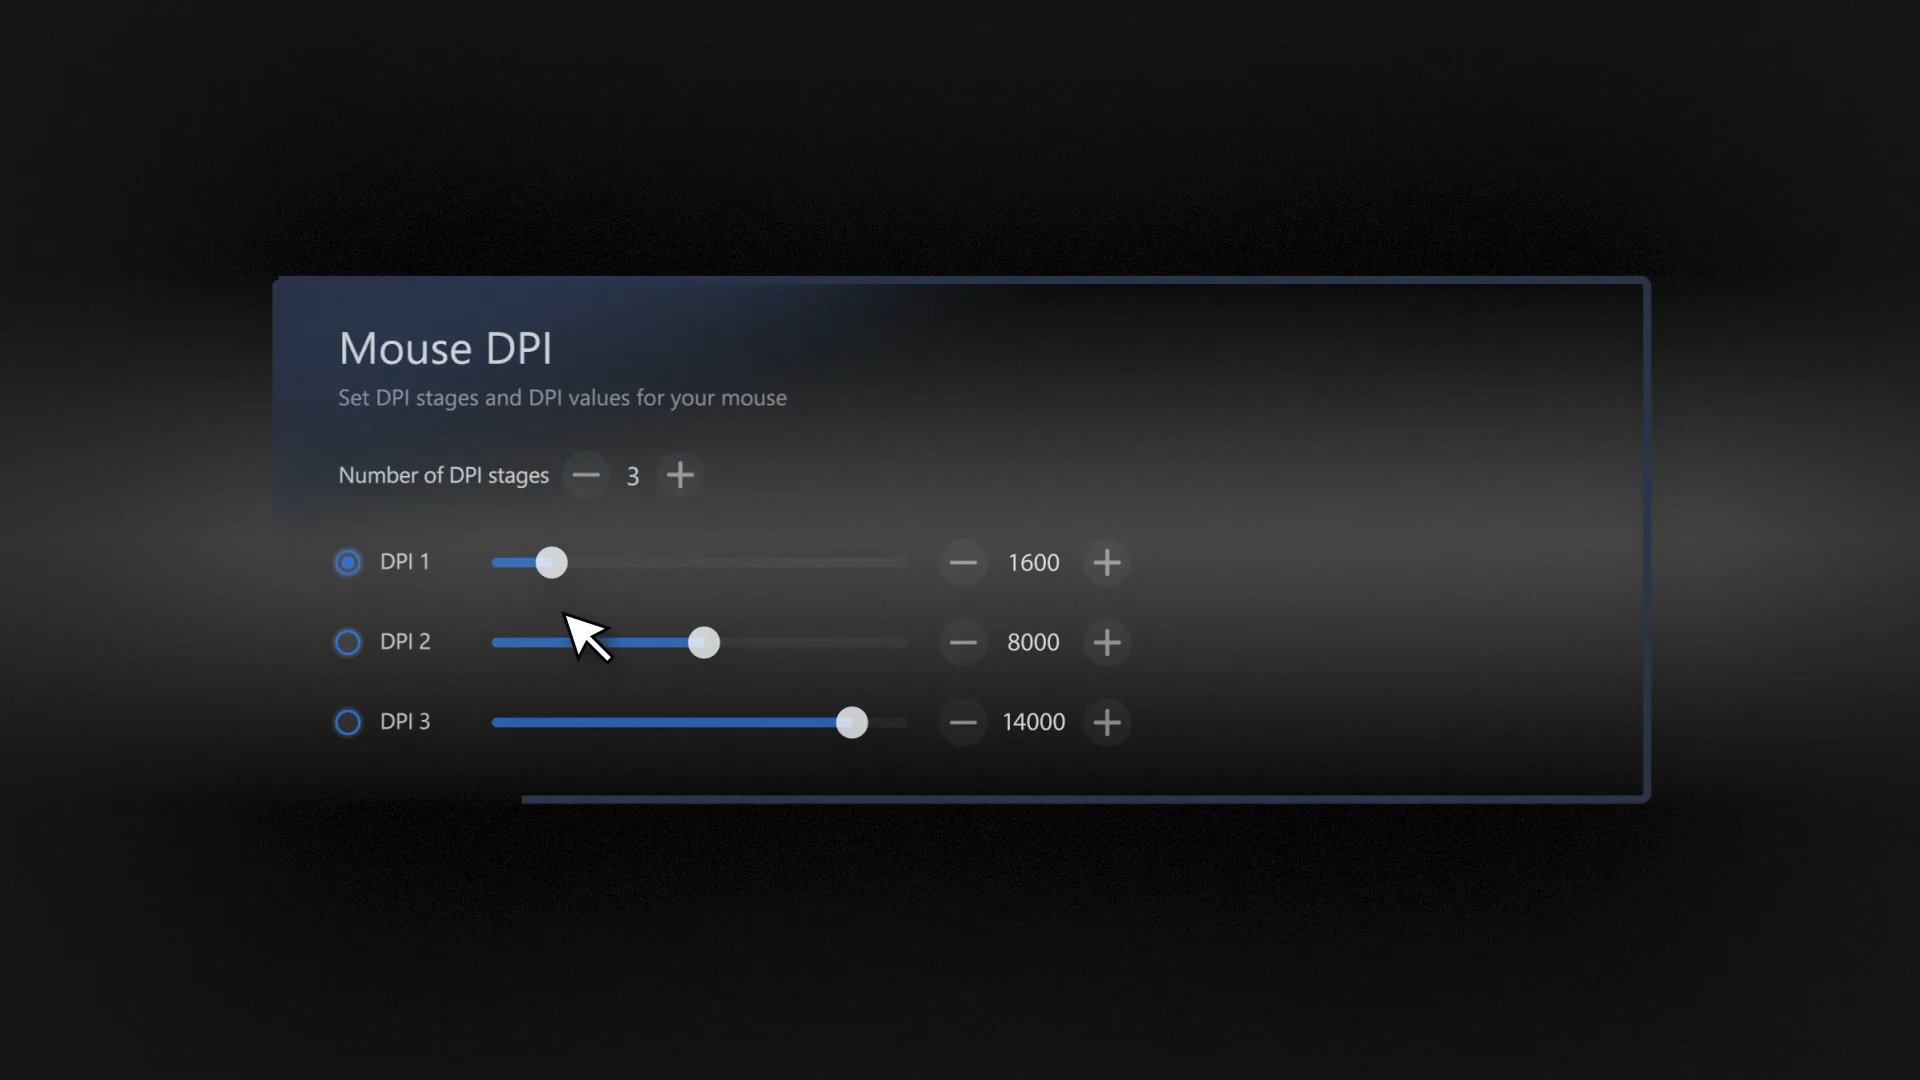 Mouse DPI
Set DPI stages and DPI values for your mouse
Number of DPI stages 3
DPI 1 1600
DPI 2 8000
DPI 3 14000